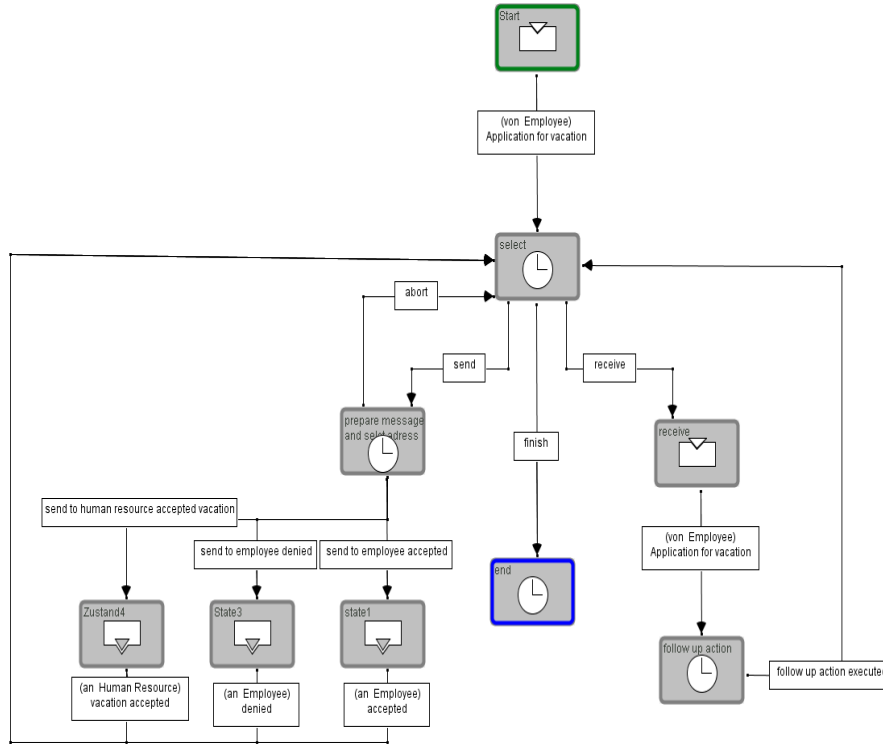 Start
(von Employee)
Application for vacation
select
abort
send
receive
prepare message
and selct adress
finish
receive
send to human resource accepted vacation
send to employee denied
send to employee accepted
(von Employee)
Application for vacation
end
Zustand4
State3
state1
follow up action
follow up action executed
(an Human Resource)
vacation accepted
(an Employee)
denied
(an Employee)
accepted